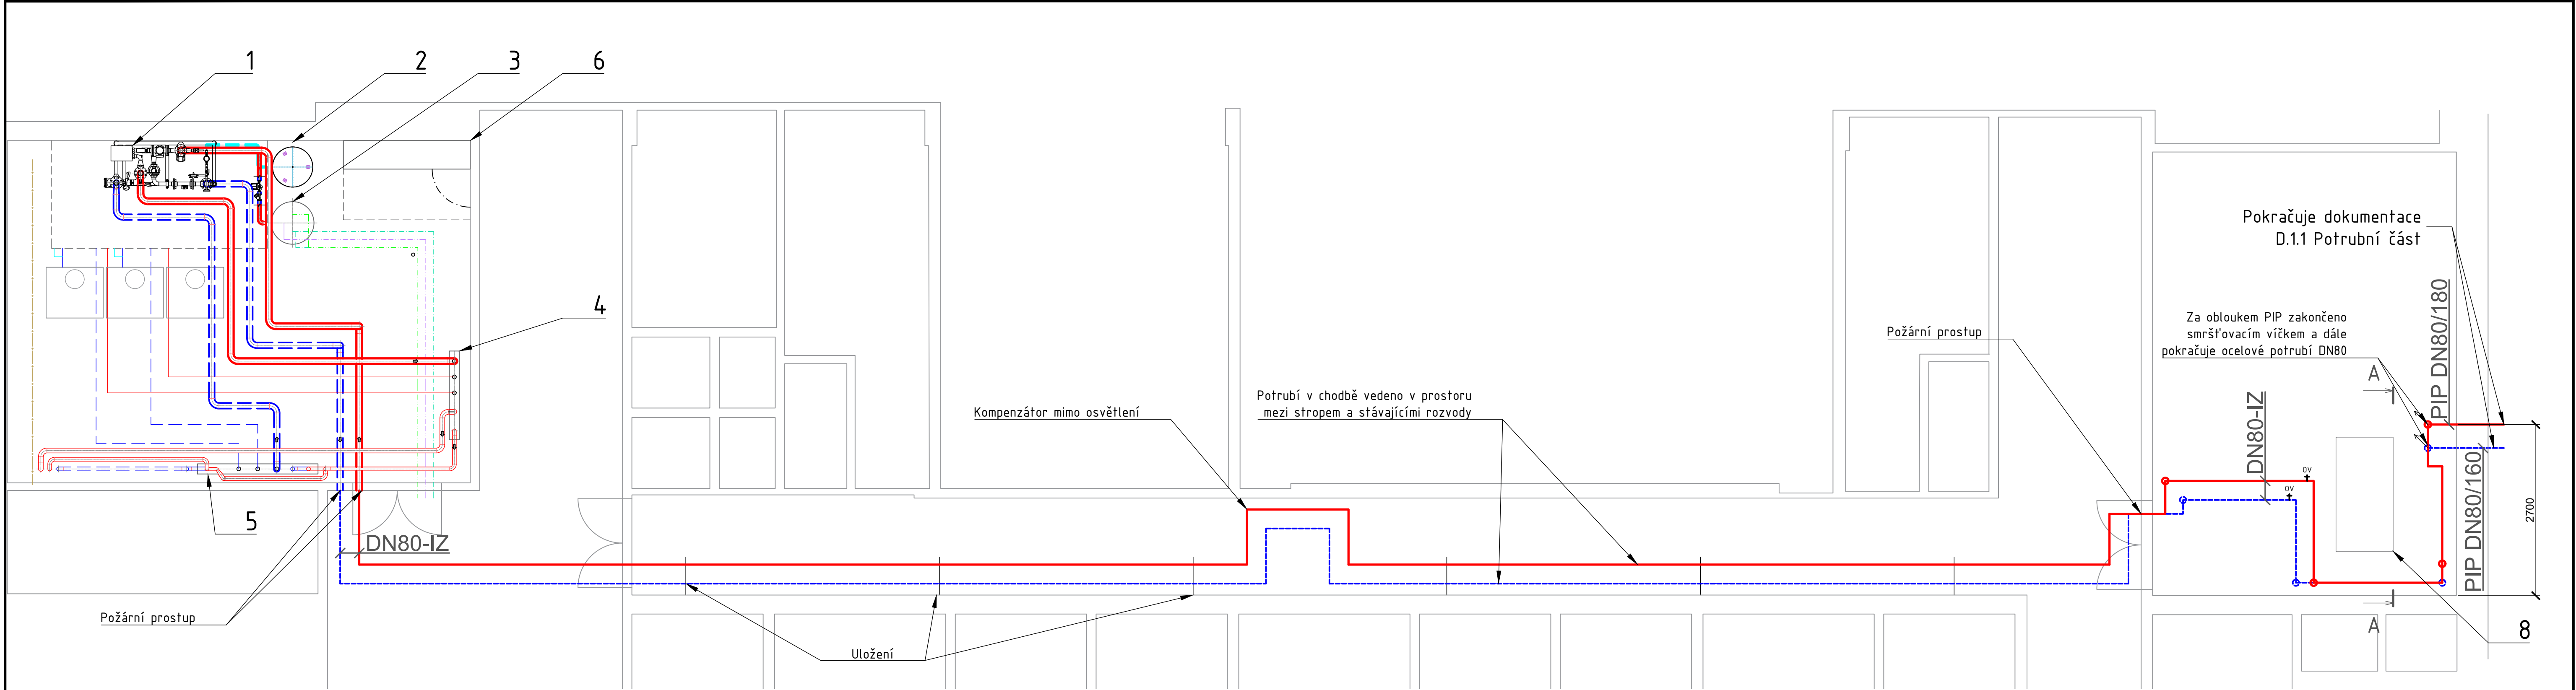 1
2
3
6
4
5
DN80-IZ
Požární prostup
Uložení
Kompenzátor mimo osvětlení
Potrubí v chodbě vedeno v prostoru
mezi stropem a stávajícími rozvody
Požární prostup
Pokračuje dokumentace
D.1.1 Potrubní část
Za obloukem PIP zakončeno
smršťovacím víčkem a dále
pokračuje ocelové potrubí DN80
A
PIP DN80/180
DN80-IZ
OV
OV
PIP DN80/160
2700
A
8